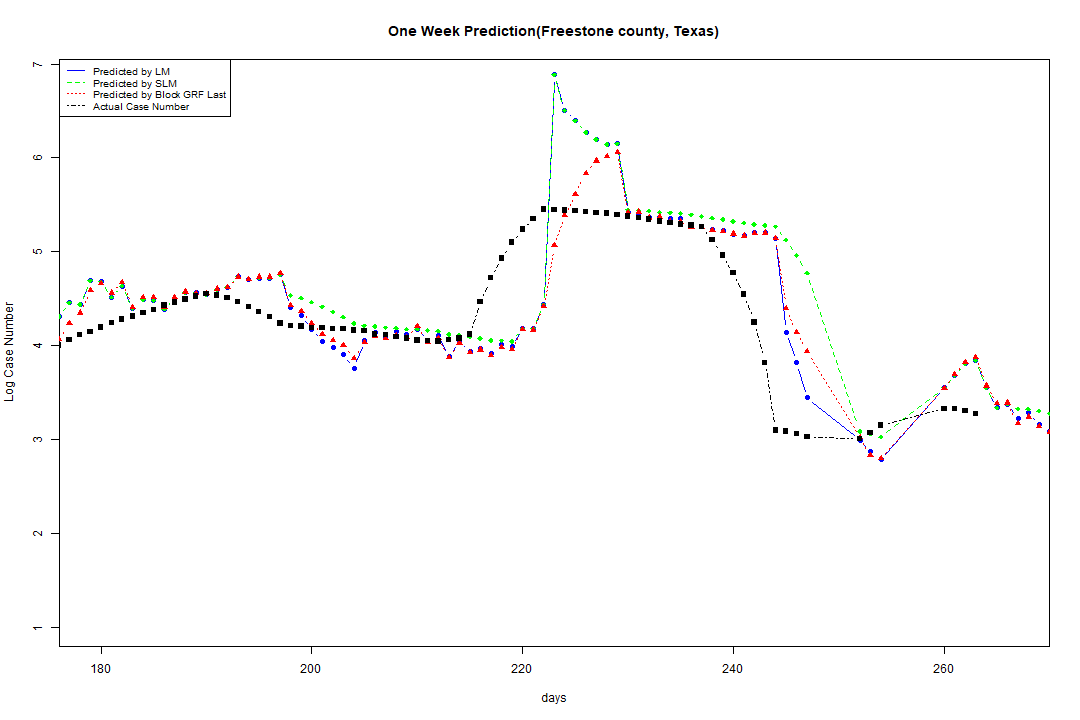 One Week Prediction(Freestone county, Texas)
Predicted by LM
Predicted by SLM
Predicted by Block GRF Last
Actual Case Number
Log Case Number
7
6
5
4
3
2
1
180 200 220 240 260
days